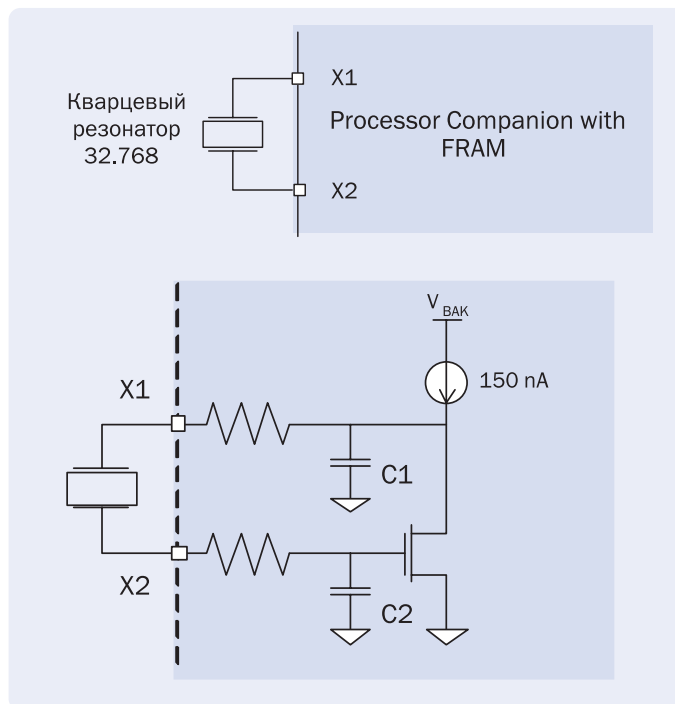 X1
Кварцевый
резонатор
32.768
Processor Companion with
FRAM
X2
V BAK
150 nA
X1
C1
X2
C2